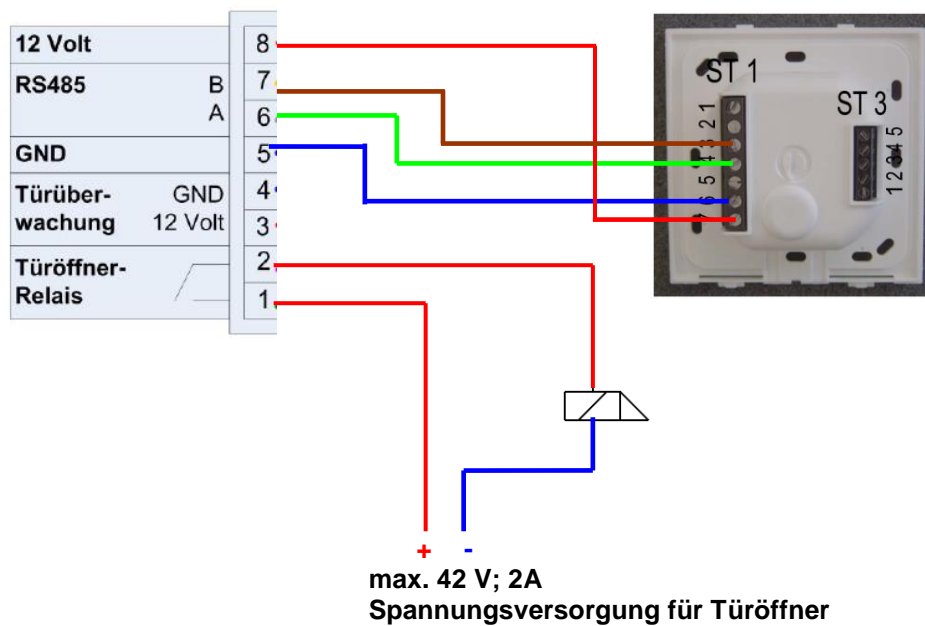 12 Volt 8
RS485 B 7
A 6
GND 5
Türüber- GND 4
wachung 12 Volt 3
Türöffner- 2
Relais 1
ST 1
1 2 3 4 5 6 7
ST 3
1 2 3 4 5
+ -
max. 42 V; 2A
Spannungsversorgung für Türöffner